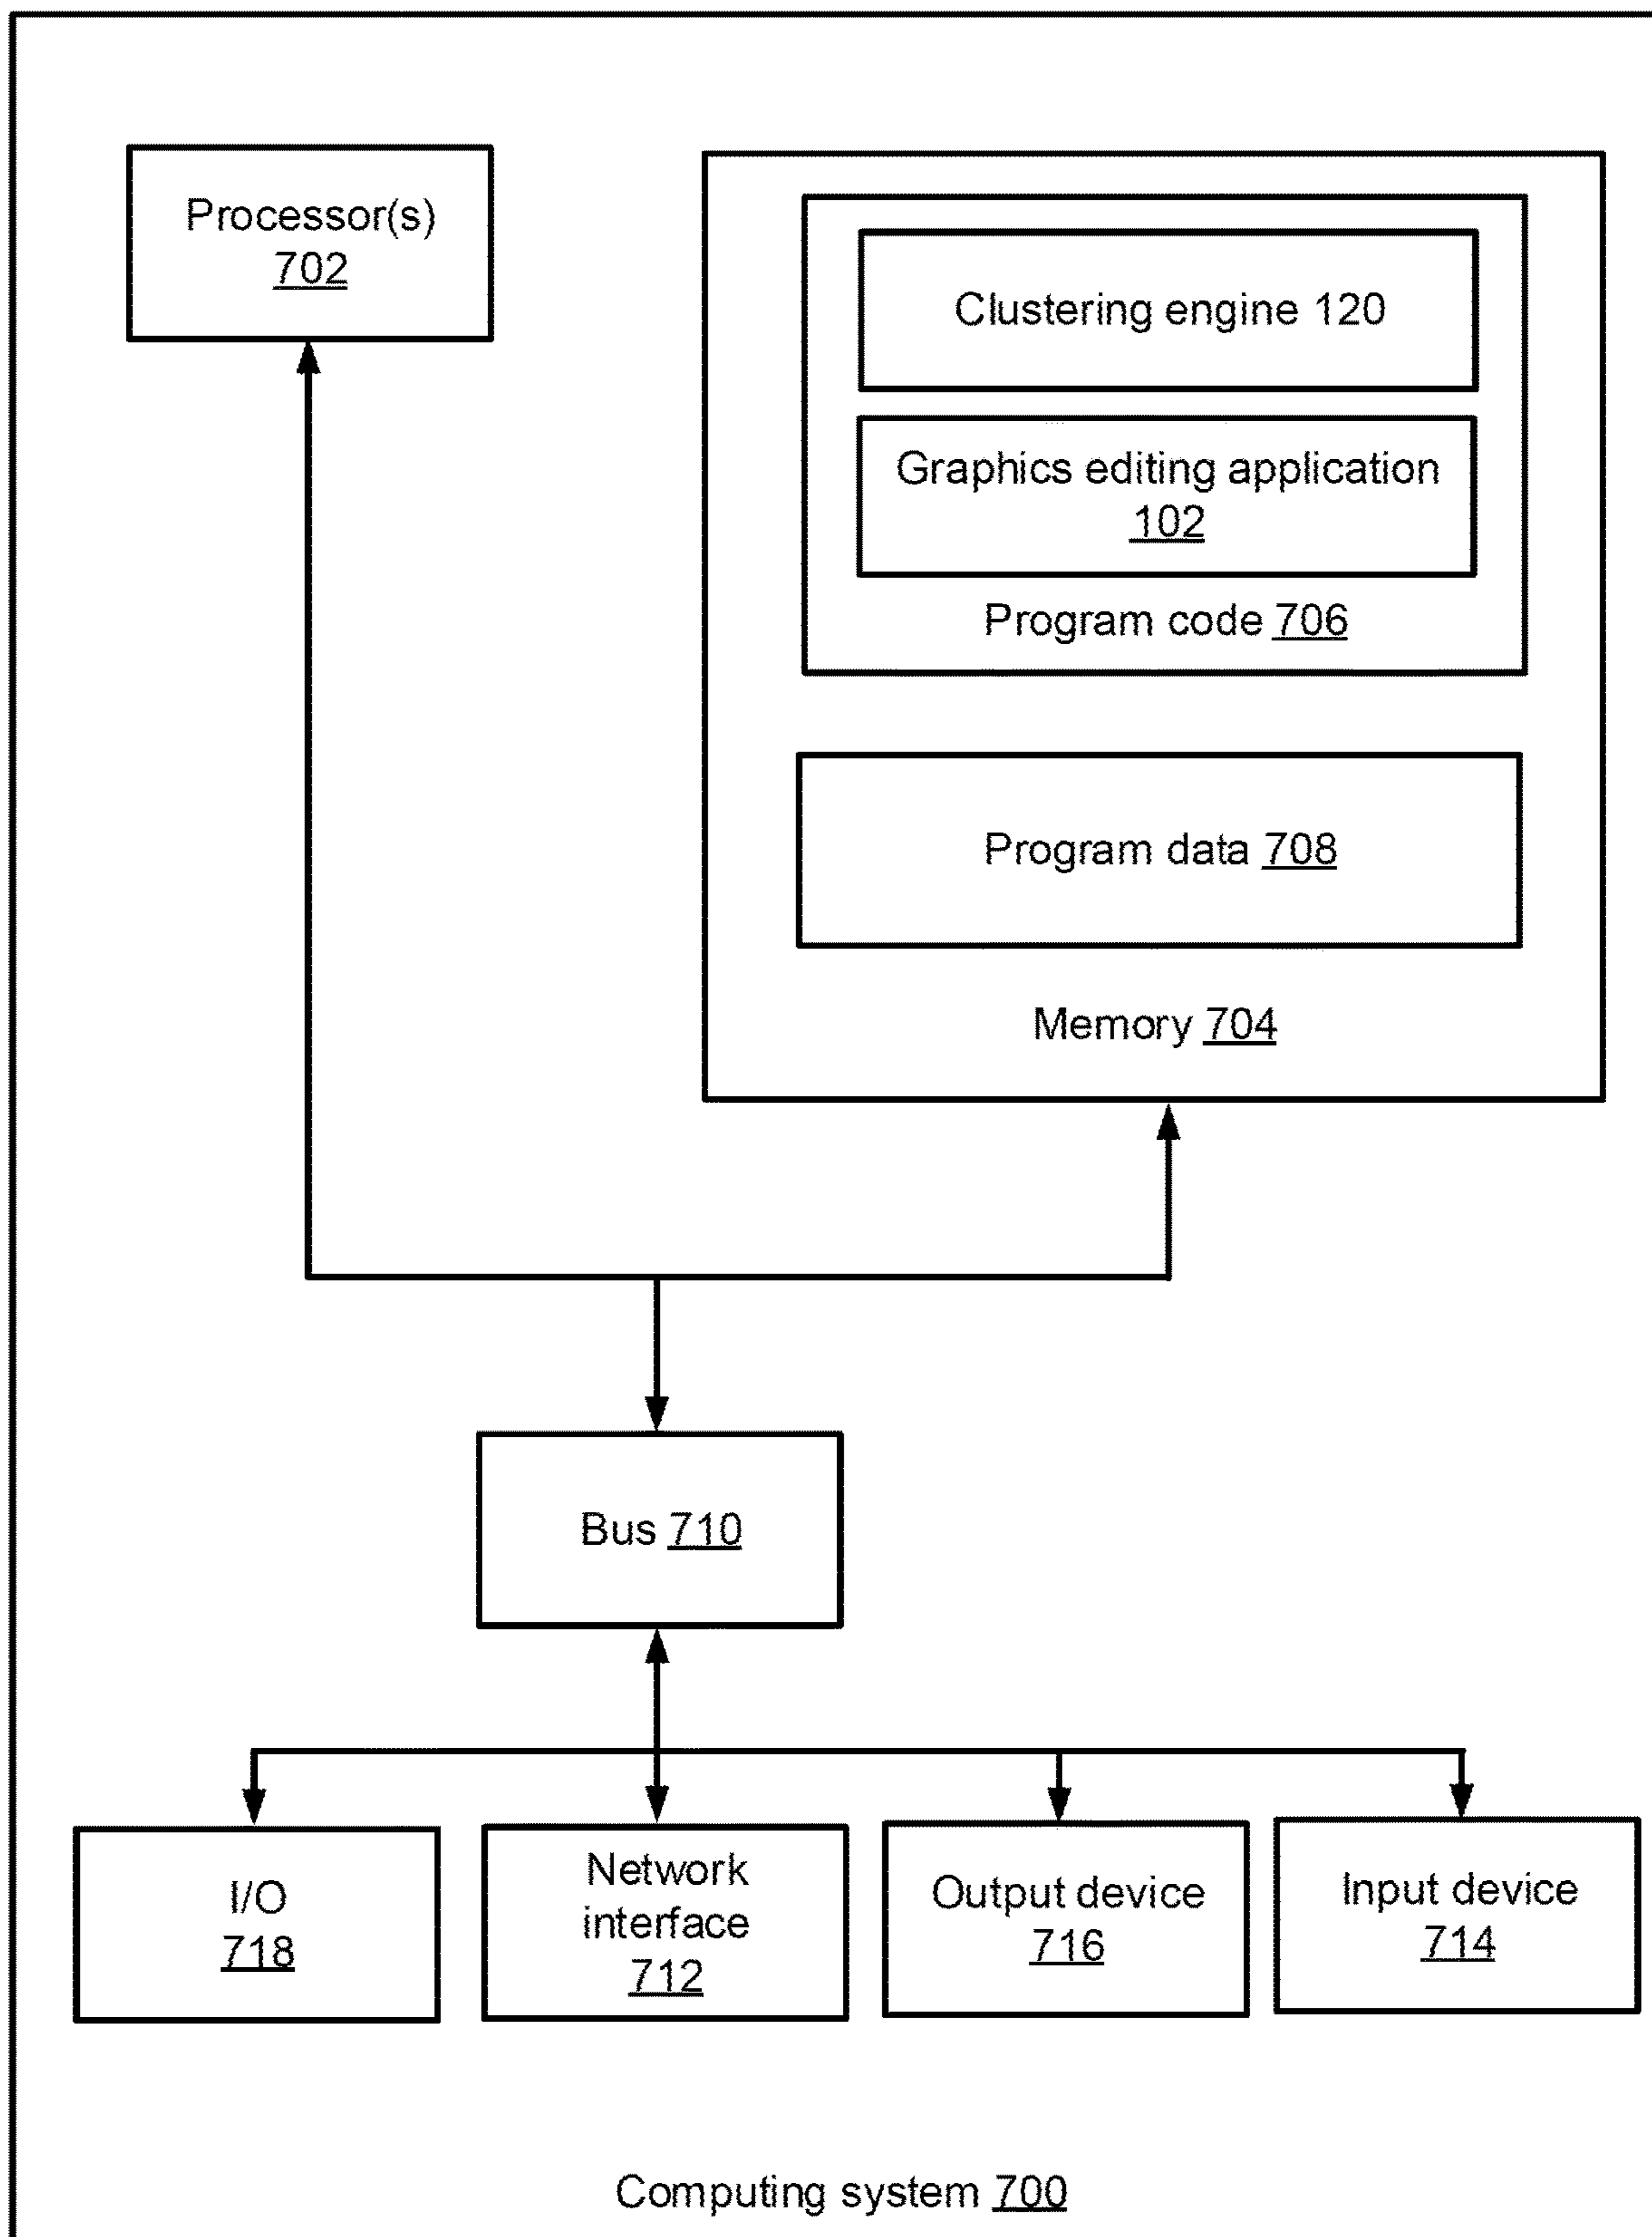 Processor(s)
702
Clustering engine 120
Graphics editing application
102
Program code 706
Program data 708
Memory 704
Bus 710
I/O
718
Network
interface
712
Output device
716
Input device
714
Computing system 700